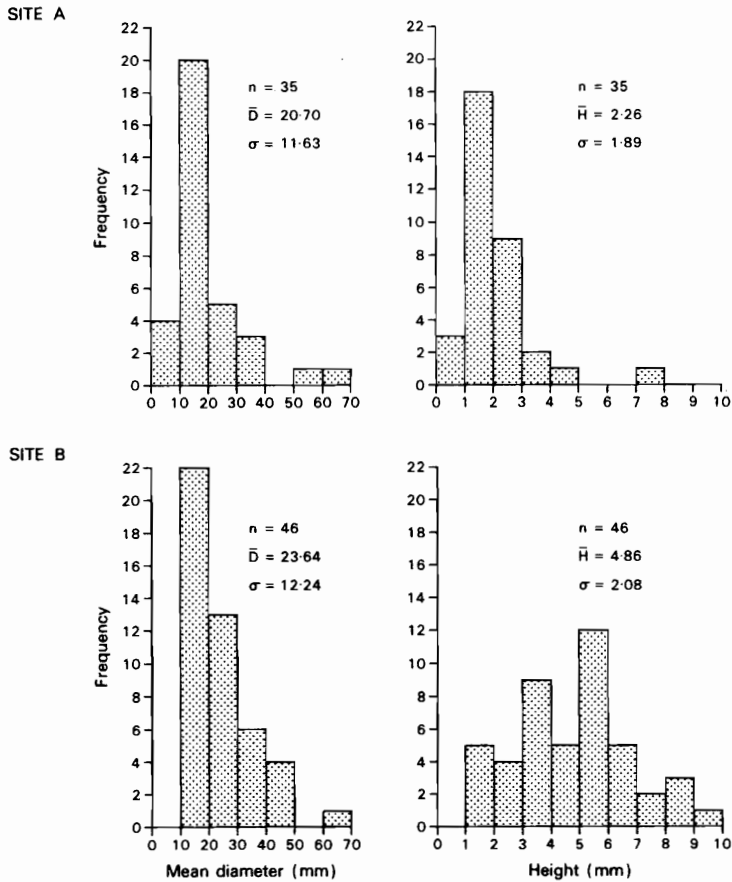 SITE A
22
20
18
16
14
12
10
8
6
4
2
0
Frequency
n = 35
D̄ = 20·70
σ = 11·63
0 10 20 30 40 50 60 70
22
20
18
16
14
12
10
8
6
4
2
0
n = 35
H̄ = 2·26
σ = 1·89
0 1 2 3 4 5 6 7 8 9 10
SITE B
22
20
18
16
14
12
10
8
6
4
2
0
Frequency
n = 46
D̄ = 23·64
σ = 12·24
0 10 20 30 40 50 60 70
Mean diameter (mm)
22
20
18
16
14
12
10
8
6
4
2
0
n = 46
H̄ = 4·86
σ = 2·08
0 1 2 3 4 5 6 7 8 9 10
Height (mm)